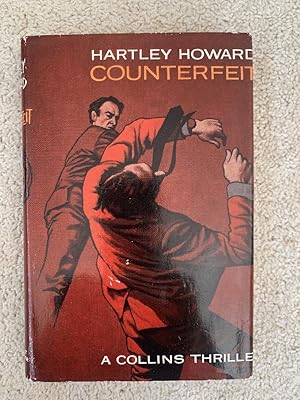 HARTLEY HOWARD
COUNTERFEIT
A COLLINS THRILLE